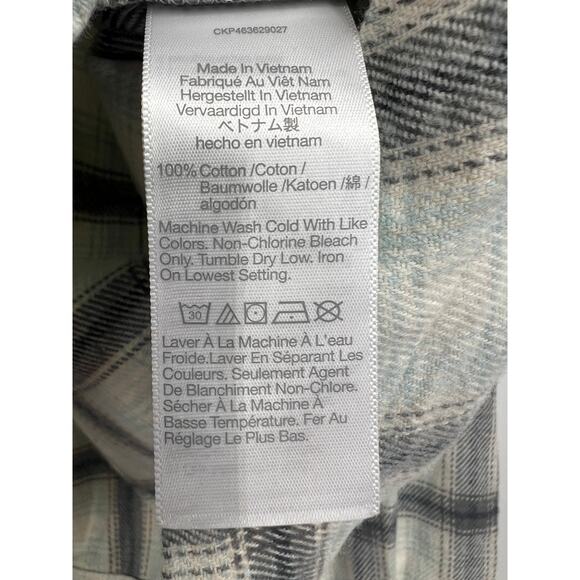 CKP463629027
Made In Vietnam
Fabriqué Au Viêt Nam
Hergestellt In Vietnam
Vervaardigd In Vietnam
ベトナム製
hecho en vietnam
100% Cotton /Coton /
Baumwolle /Katoen /綿 /
algodón
Machine Wash Cold With Like
Colors. Non-Chlorine Bleach
Only. Tumble Dry Low. Iron
On Lowest Setting.
30
Laver À La Machine À L'eau
Froide.Laver En Séparant Les
Couleurs. Seulement Agent
De Blanchiment Non-Chlore.
Sécher À La Machine À
Basse Température. Fer Au
Réglage Le Plus Bas.